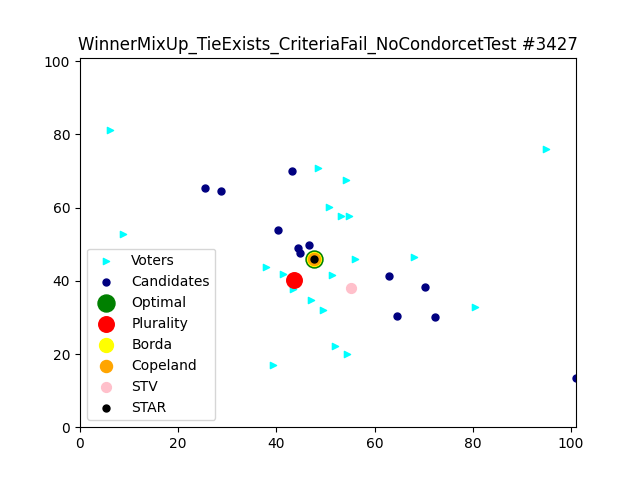 WinnerMixUp_TieExists_CriteriaFail_NoCondorcetTest #3427
100
80
60
40
20
0
Voters
Candidates
Optimal
Plurality
Borda
Copeland
STV
STAR
0 20 40 60 80 100